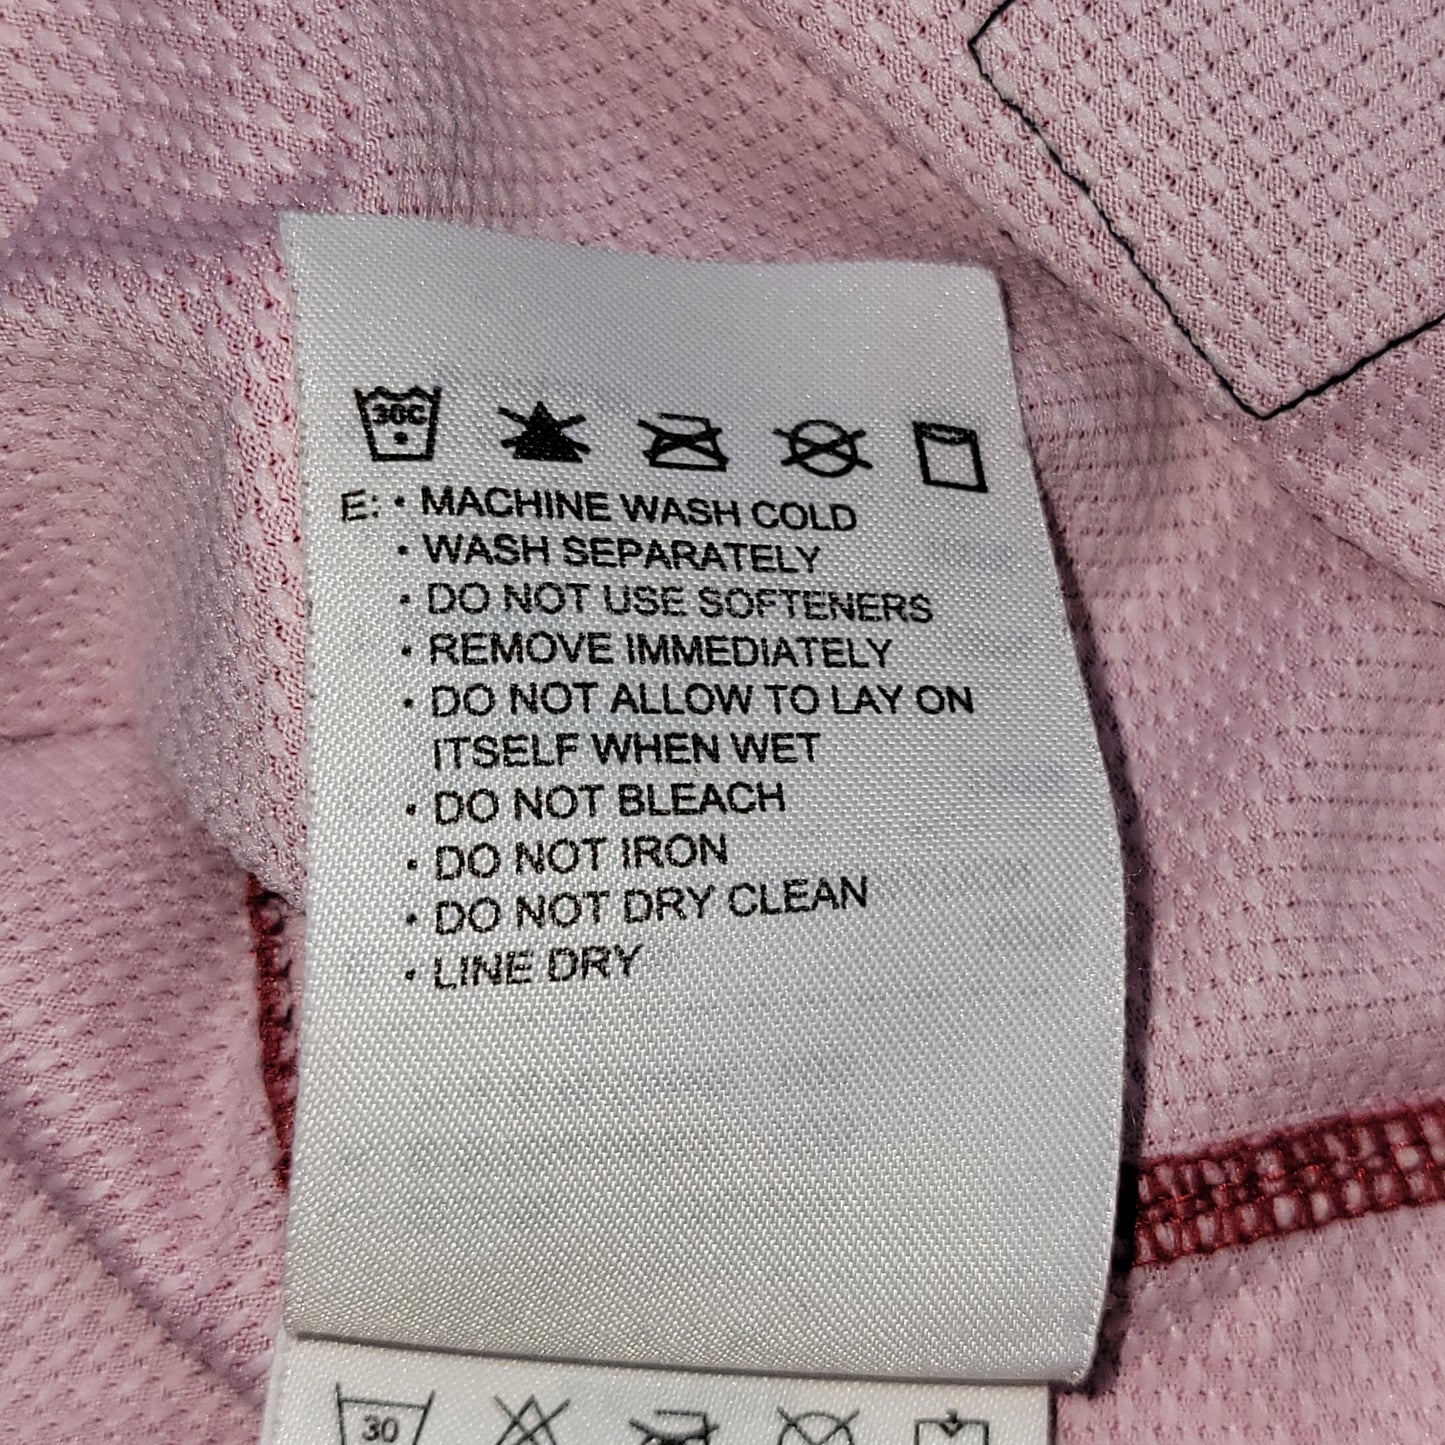 30C
E: • MACHINE WASH COLD
• WASH SEPARATELY
• DO NOT USE SOFTENERS
• REMOVE IMMEDIATELY
• DO NOT ALLOW TO LAY ON
ITSELF WHEN WET
• DO NOT BLEACH
• DO NOT IRON
• DO NOT DRY CLEAN
• LINE DRY
30